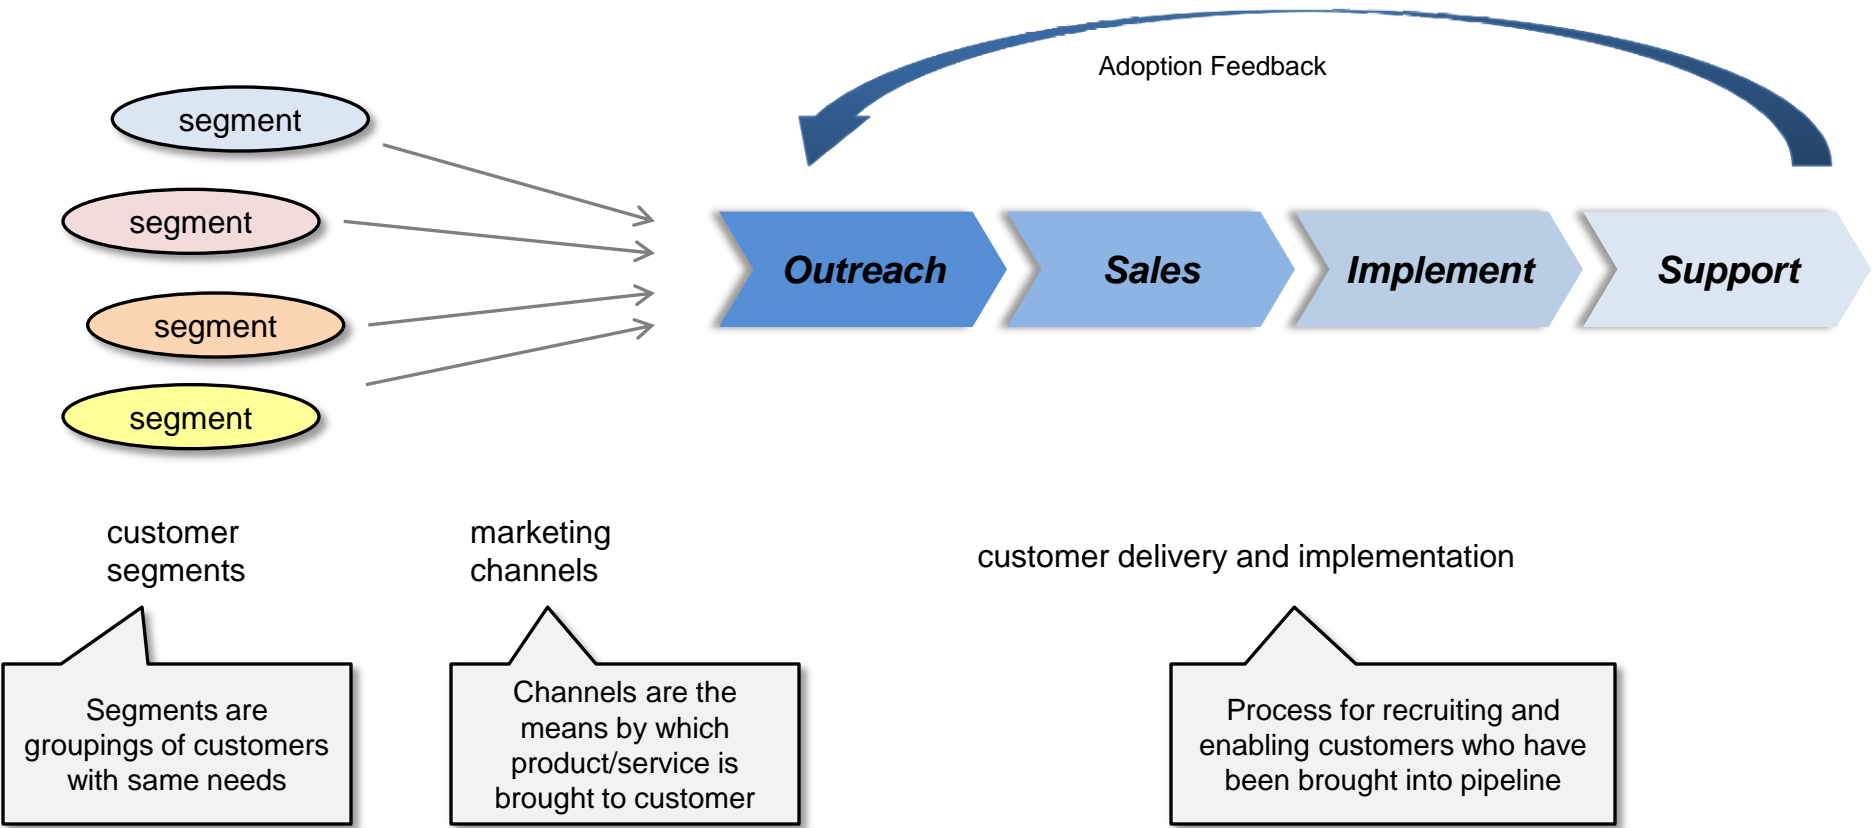 Adoption Feedback
segment
segment
segment
segment
Outreach
Sales
Implement
Support
customer
segments
marketing
channels
customer delivery and implementation
Segments are
groupings of customers
with same needs
Channels are the
means by which
product/service is
brought to customer
Process for recruiting and
enabling customers who have
been brought into pipeline